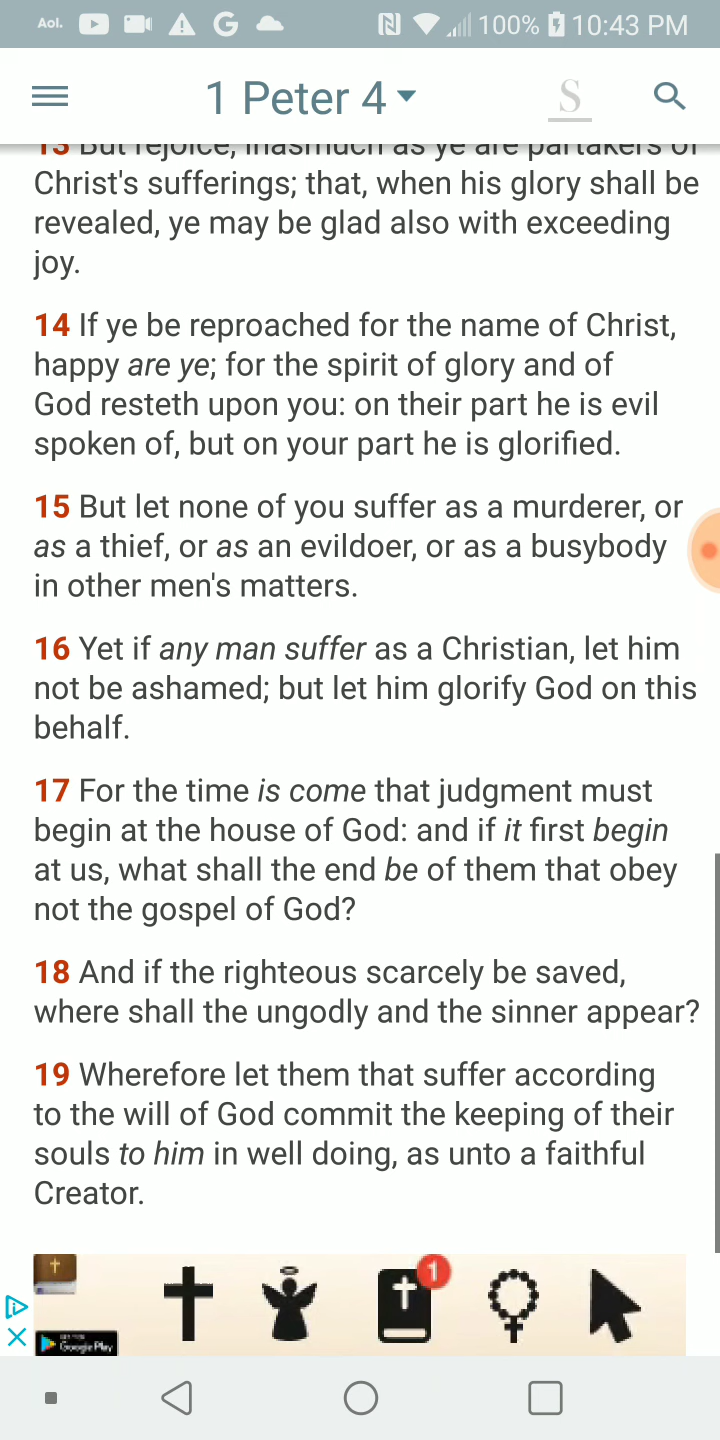 Aol.
G
N
100%
10:43 PM
1 Peter 4
S
13 But rejoice, inasmuch as ye are partakers of
Christ's sufferings; that, when his glory shall be
revealed, ye may be glad also with exceeding
joy.
14 If ye be reproached for the name of Christ,
happy are ye; for the spirit of glory and of
God resteth upon you: on their part he is evil
spoken of, but on your part he is glorified.
15 But let none of you suffer as a murderer, or
as a thief, or as an evildoer, or as a busybody
in other men's matters.
16 Yet if any man suffer as a Christian, let him
not be ashamed; but let him glorify God on this
behalf.
17 For the time is come that judgment must
begin at the house of God: and if it first begin
at us, what shall the end be of them that obey
not the gospel of God?
18 And if the righteous scarcely be saved,
where shall the ungodly and the sinner appear?
19 Wherefore let them that suffer according
to the will of God commit the keeping of their
souls to him in well doing, as unto a faithful
Creator.
1
Google Play